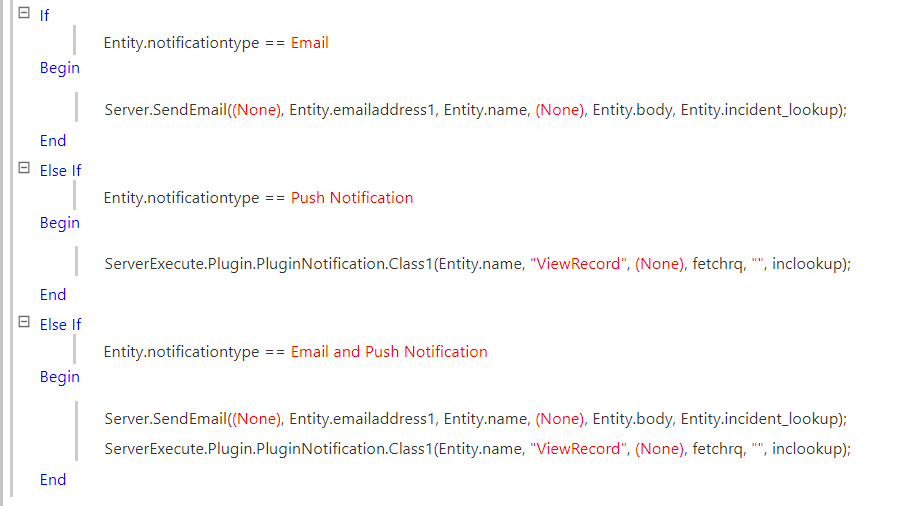 If
Entity.notificationtype == Email
Begin
Server.SendEmail((None), Entity.emailaddress1, Entity.name, (None), Entity.body, Entity.incident_lookup);
End
Else If
Entity.notificationtype == Push Notification
Begin
ServerExecute.Plugin.PluginNotification.Class1(Entity.name, "ViewRecord", (None), fetchrq, "", inclookup);
End
Else If
Entity.notificationtype == Email and Push Notification
Begin
Server.SendEmail((None), Entity.emailaddress1, Entity.name, (None), Entity.body, Entity.incident_lookup);
ServerExecute.Plugin.PluginNotification.Class1(Entity.name, "ViewRecord", (None), fetchrq, "", inclookup);
End